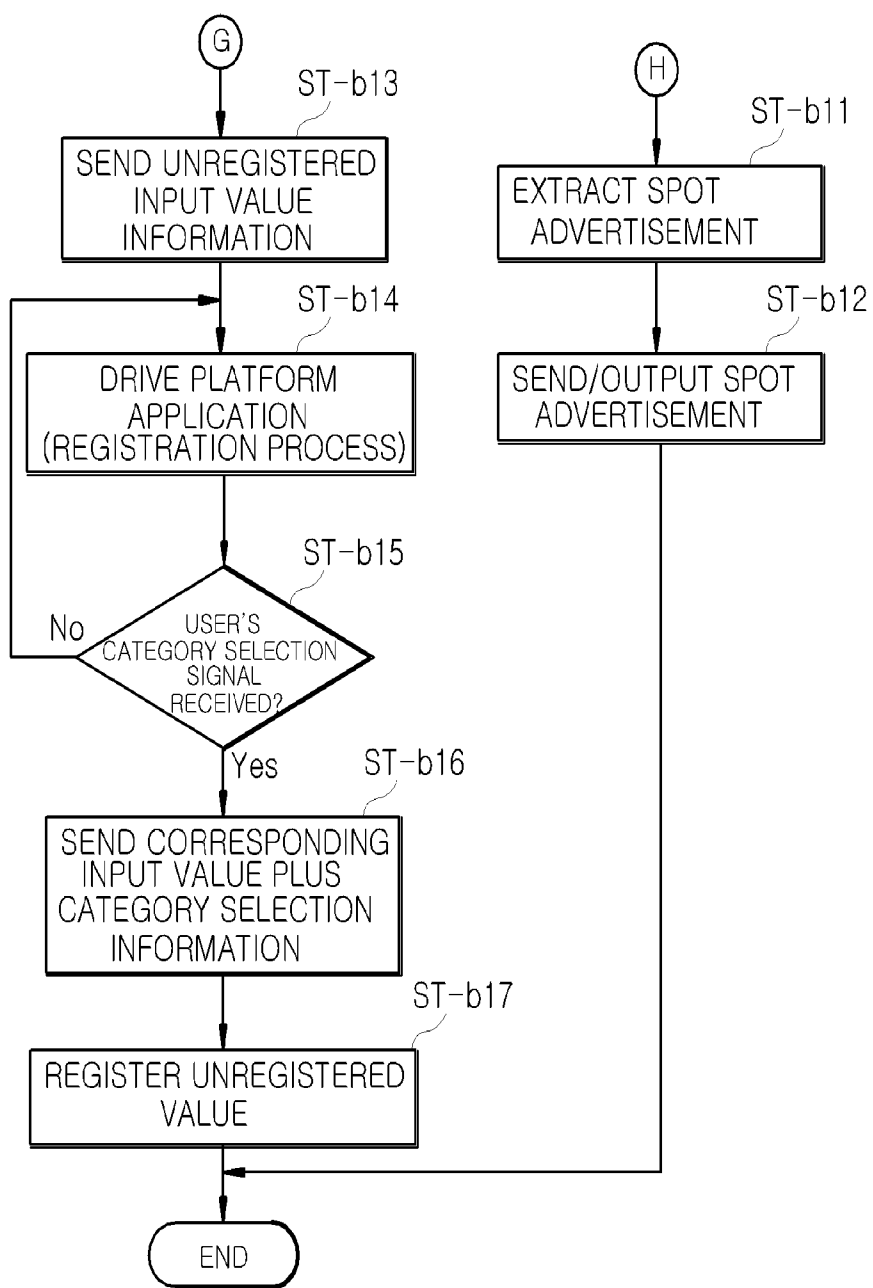 G
ST-b13
SEND UNREGISTERED
INPUT VALUE
INFORMATION
ST-b14
DRIVE PLATFORM
APPLICATION
(REGISTRATION PROCESS)
ST-b15
No
USER'S
CATEGORY SELECTION
SIGNAL
RECEIVED?
Yes
ST-b16
SEND CORRESPONDING
INPUT VALUE PLUS
CATEGORY SELECTION
INFORMATION
ST-b17
REGISTER UNREGISTERED
VALUE
END
H
ST-b11
EXTRACT SPOT
ADVERTISEMENT
ST-b12
SEND/OUTPUT SPOT
ADVERTISEMENT